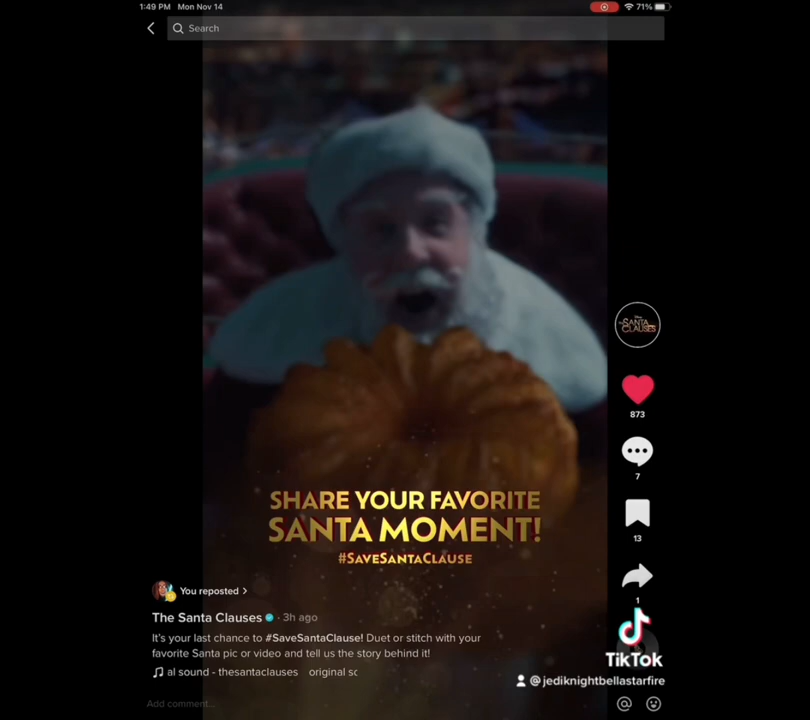 1:49 PM Mon Nov 14
71%
Search
SANTA
CLAUSES
873
7
13
1
SHARE YOUR FAVORITE
SANTA MOMENT!
#SAVESANTACLAUSE
You reposted >
The Santa Clauses · 3h ago
It's your last chance to #SaveSantaClause! Duet or stitch with your
favorite Santa pic or video and tell us the story behind it!
al sound - thesantaclauses original sc
TikTok
@jediknightbellastarfire
Add comment...
@